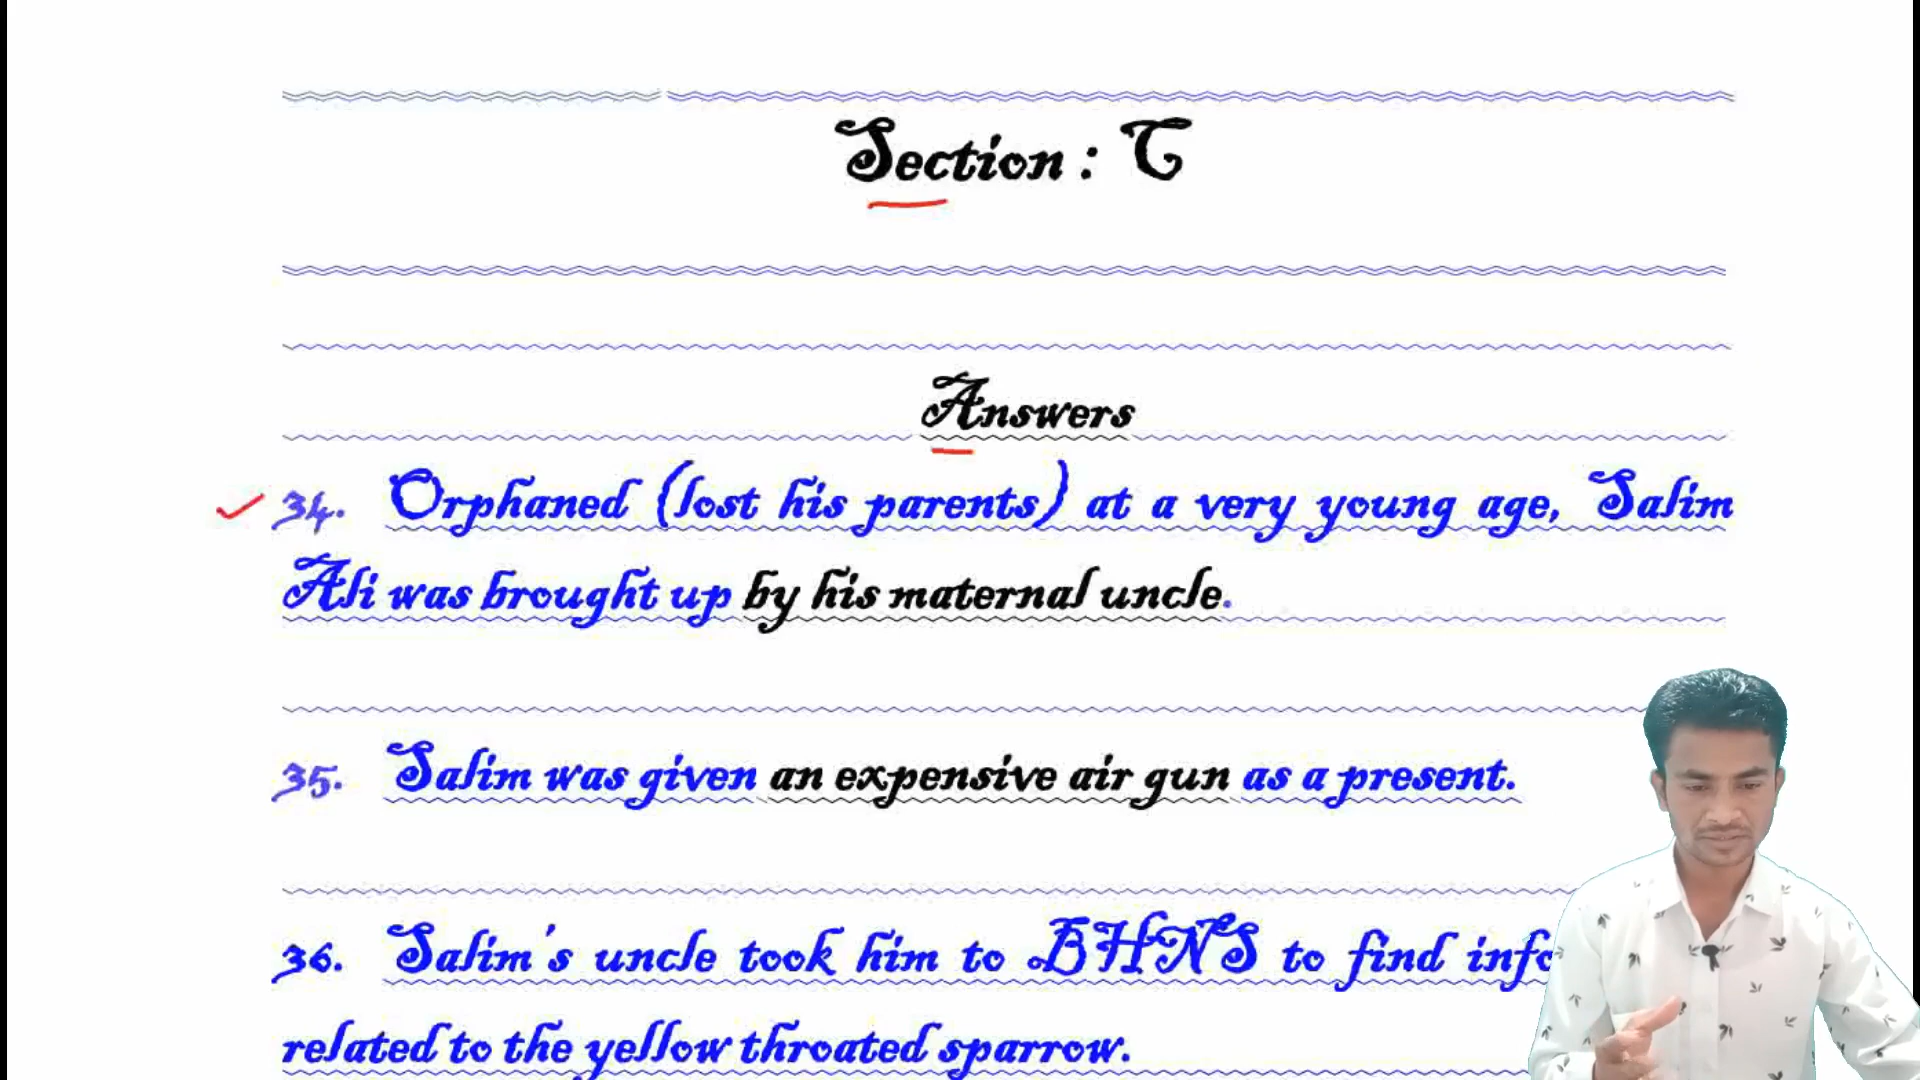 Section : C
Answers
34. Orphaned (lost his parents) at a very young age, Salim
Ali was brought up by his maternal uncle.
35. Salim was given an expensive air gun as a present.
36. Salim's uncle took him to BHNS to find
related to the yellow throated sparrow.